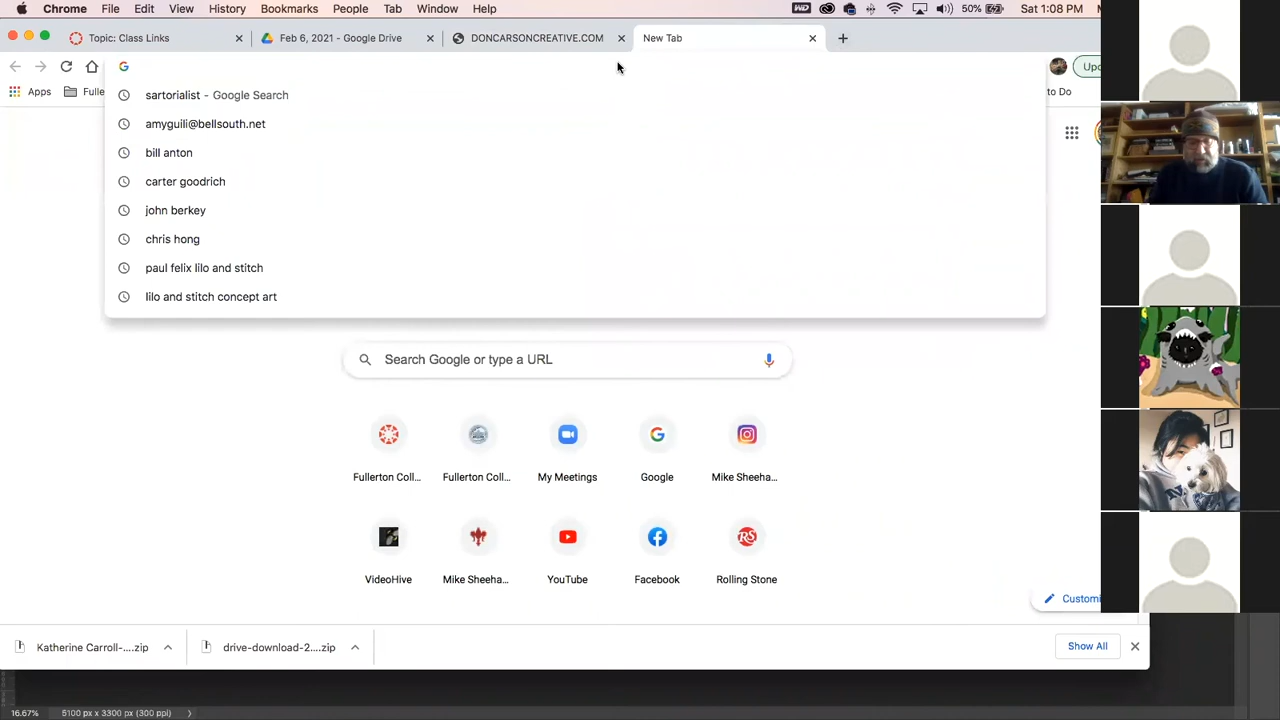 Chrome File Edit View History Bookmarks People Tab Window Help 50% Sat 1:08 PM
Topic: Class Links
Feb 6, 2021 - Google Drive
DONCARSONCREATIVE.COM
New Tab
Apps
Fulle
to Do
sartorialist - Google Search
amyguili@bellsouth.net
bill anton
carter goodrich
john berkey
chris hong
paul felix lilo and stitch
lilo and stitch concept art
Search Google or type a URL
Fullerton Coll...
Fullerton Coll...
My Meetings
Google
Mike Sheeha...
VideoHive
Mike Sheeha...
YouTube
Facebook
Rolling Stone
Customi
Katherine Carroll-....zip
drive-download-2....zip
Show All
16.67% 5100 px x 3300 px (300 ppi)